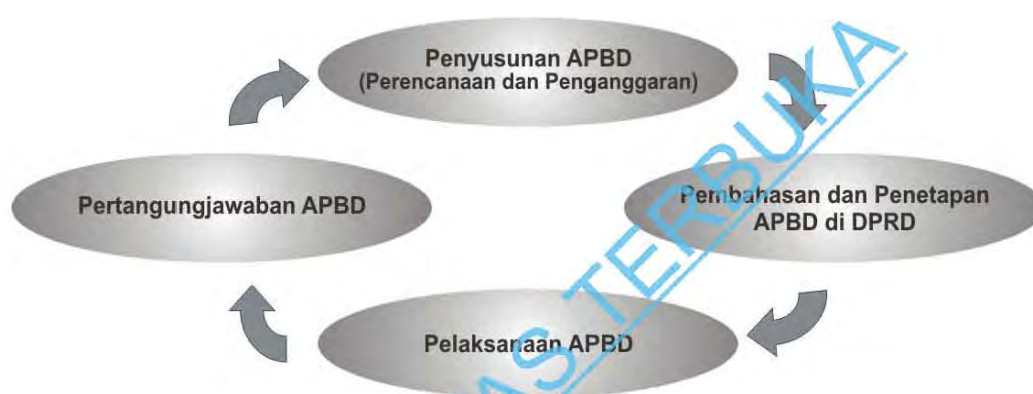 Penyusunan APBD
(Perencanaan dan Penganggaran)
Pertangungjawaban APBD
Pembahasan dan Penetapan
APBD di DPRD
Pelaksanaan APBD
AS TERBUKA